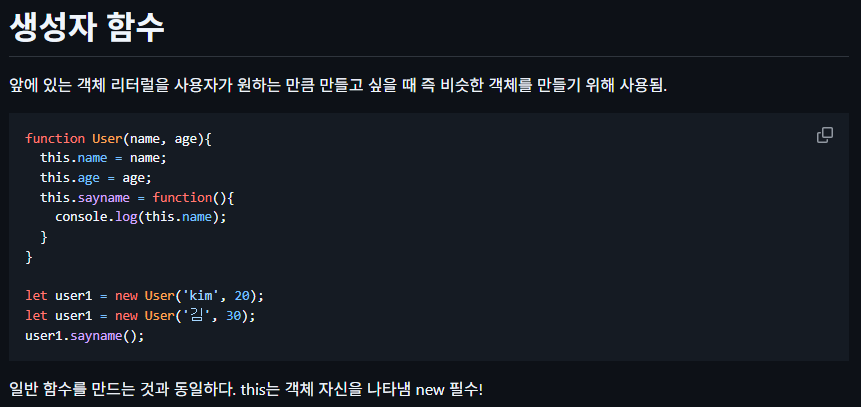 생성자 함수
앞에 있는 객체 리터럴을 사용자가 원하는 만큼 만들고 싶을 때 즉 비슷한 객체를 만들기 위해 사용됨.
function User(name, age){
  this.name = name;
  this.age = age;
  this.sayname = function(){
    console.log(this.name);
  }
}

let user1 = new User('kim', 20);
let user1 = new User('김', 30);
user1.sayname();
일반 함수를 만드는 것과 동일하다. this는 객체 자신을 나타냄 new 필수!